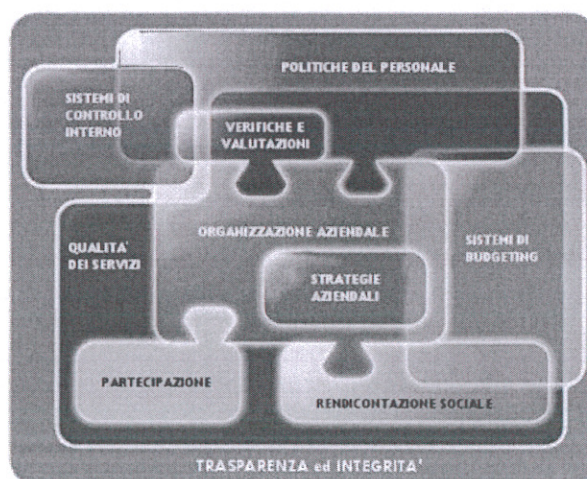 POLITICHE DEL PERSONALE
SISTEMI DI
CONTROLLO
INTERNO
VERIFICHE E
VALUTAZIONI
ORGANIZZAZIONE AZIENDALE
QUALITA'
DEI SERVIZI
SISTEMI DI
BUDGETING
STRATEGIE
AZIENDALI
PARTECIPAZIONE
RENDICONTAZIONE SOCIALE
TRASPARENZA ed INTEGRITA'